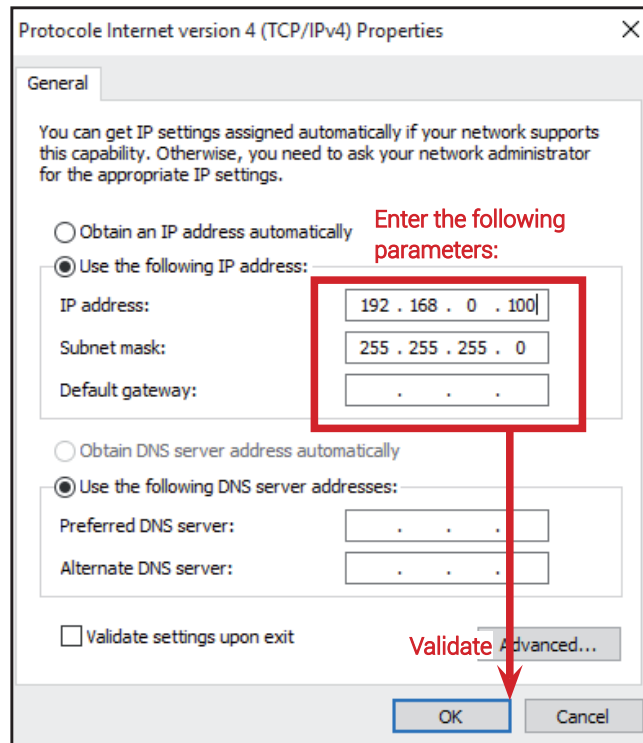 Protocole Internet version 4 (TCP/IPv4) Properties
General
You can get IP settings assigned automatically if your network supports
this capability. Otherwise, you need to ask your network administrator
for the appropriate IP settings.
Obtain an IP address automatically
Enter the following
parameters:
Use the following IP address:
IP address: 192 . 168 . 0 . 100
Subnet mask: 255 . 255 . 255 . 0
Default gateway: . . .
Obtain DNS server address automatically
Use the following DNS server addresses:
Preferred DNS server: . . .
Alternate DNS server: . . .
Validate settings upon exit
Validate Advanced...
OK Cancel